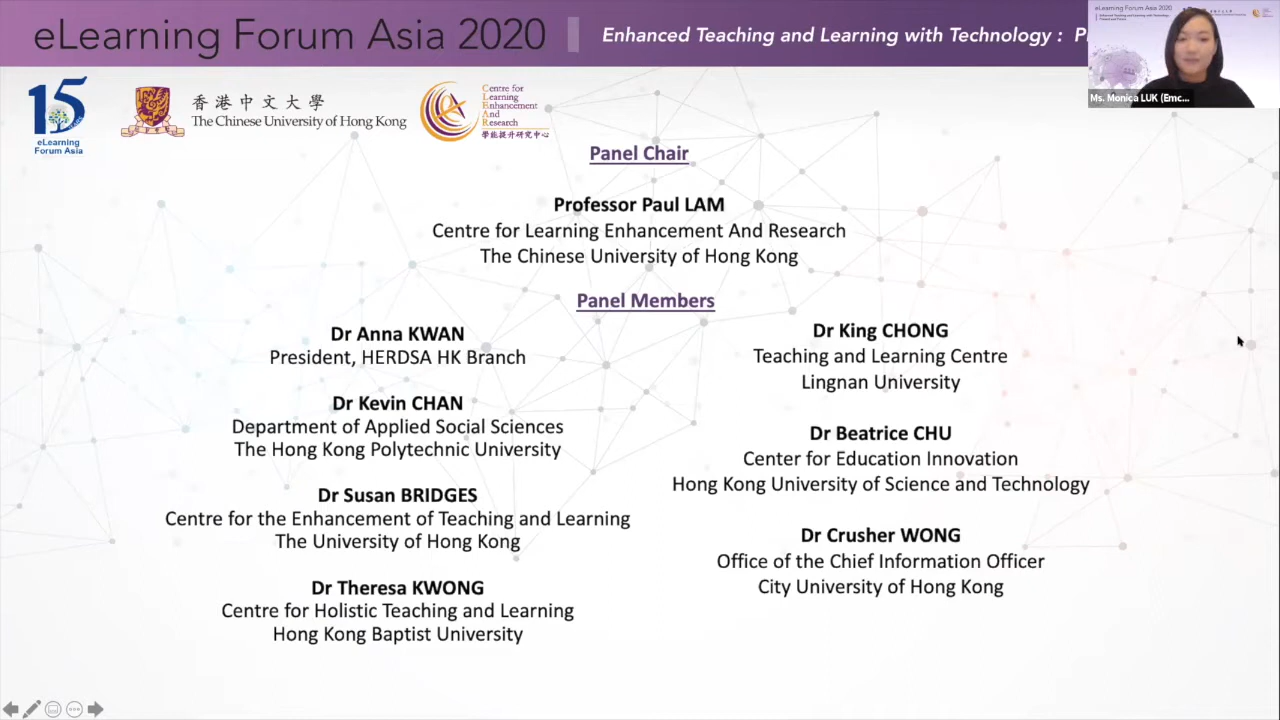 eLearning Forum Asia 2020
Enhanced Teaching and Learning with Technology : P
eLearning Forum Asia 2020
Ms. Monica LUK (Emc...
15
eLearning
Forum Asia
香港中文大學
The Chinese University of Hong Kong
Centre for
Learning
Enhancement
And
Research
學能提升研究中心
Panel Chair
Professor Paul LAM
Centre for Learning Enhancement And Research
The Chinese University of Hong Kong
Panel Members
Dr Anna KWAN
President, HERDSA HK Branch
Dr Kevin CHAN
Department of Applied Social Sciences
The Hong Kong Polytechnic University
Dr Susan BRIDGES
Centre for the Enhancement of Teaching and Learning
The University of Hong Kong
Dr Theresa KWONG
Centre for Holistic Teaching and Learning
Hong Kong Baptist University
Dr King CHONG
Teaching and Learning Centre
Lingnan University
Dr Beatrice CHU
Center for Education Innovation
Hong Kong University of Science and Technology
Dr Crusher WONG
Office of the Chief Information Officer
City University of Hong Kong